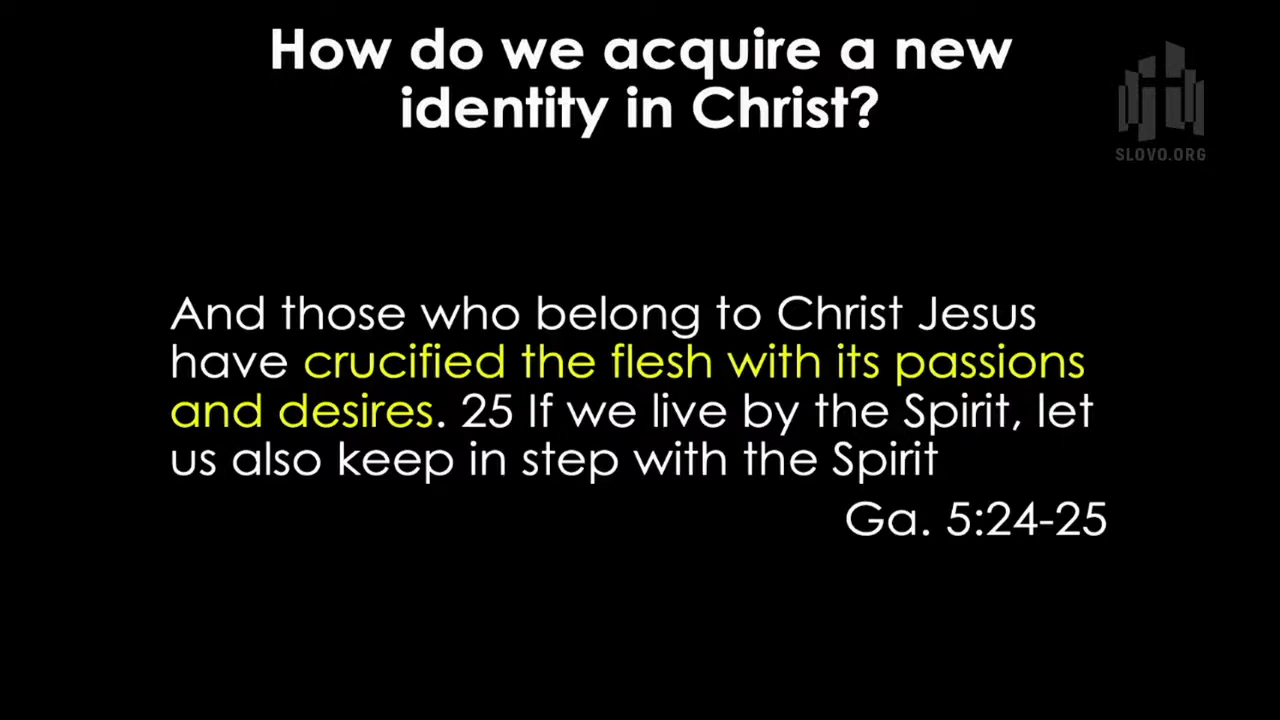 How do we acquire a new
identity in Christ?
SLOVO.ORG
And those who belong to Christ Jesus
have crucified the flesh with its passions
and desires. 25 If we live by the Spirit, let
us also keep in step with the Spirit
Ga. 5:24-25